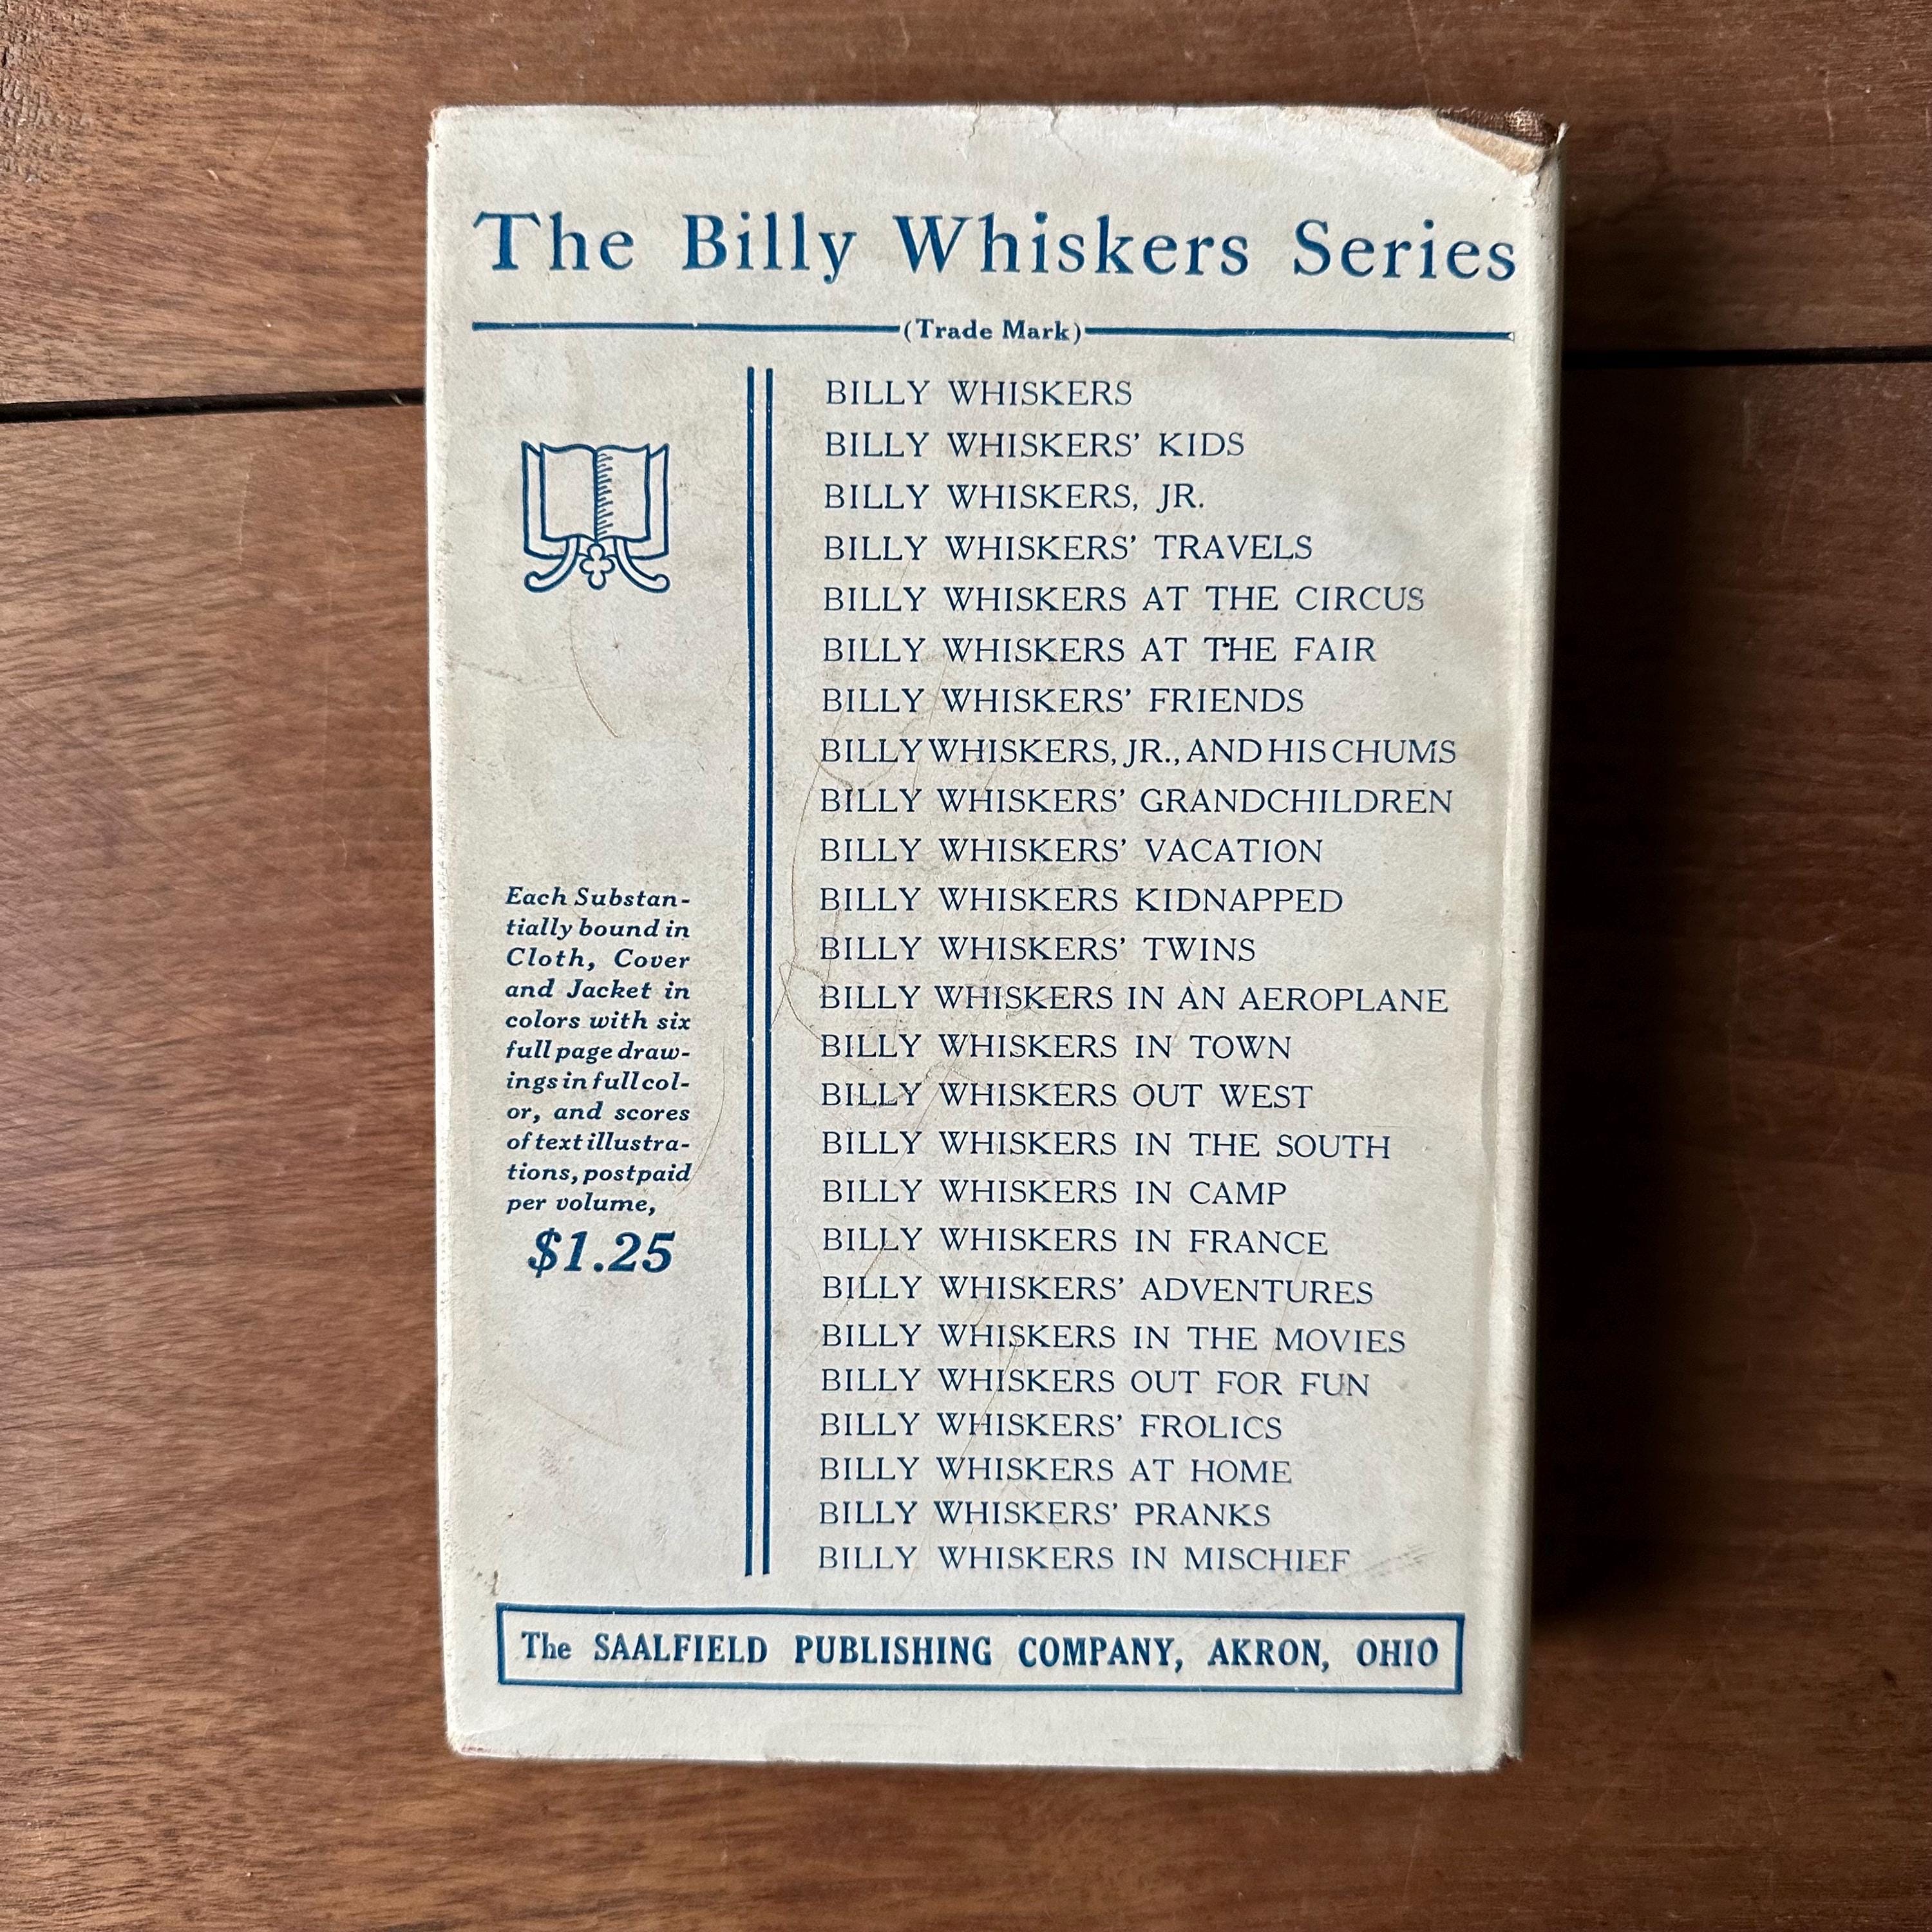 The Billy Whiskers Series
(Trade Mark)
BILLY WHISKERS
BILLY WHISKERS' KIDS
BILLY WHISKERS, JR.
BILLY WHISKERS' TRAVELS
BILLY WHISKERS AT THE CIRCUS
BILLY WHISKERS AT THE FAIR
BILLY WHISKERS' FRIENDS
BILLY WHISKERS, JR., AND HIS CHUMS
BILLY WHISKERS' GRANDCHILDREN
BILLY WHISKERS' VACATION
BILLY WHISKERS KIDNAPPED
BILLY WHISKERS' TWINS
BILLY WHISKERS IN AN AEROPLANE
BILLY WHISKERS IN TOWN
BILLY WHISKERS OUT WEST
BILLY WHISKERS IN THE SOUTH
BILLY WHISKERS IN CAMP
BILLY WHISKERS IN FRANCE
BILLY WHISKERS' ADVENTURES
BILLY WHISKERS IN THE MOVIES
BILLY WHISKERS OUT FOR FUN
BILLY WHISKERS' FROLICS
BILLY WHISKERS AT HOME
BILLY WHISKERS' PRANKS
BILLY WHISKERS IN MISCHIEF
Each Substan-
tially bound in
Cloth, Cover
and Jacket in
colors with six
full page draw-
ings in full col-
or, and scores
of text illustra-
tions, postpaid
per volume,
$1.25
The SAALFIELD PUBLISHING COMPANY, AKRON, OHIO